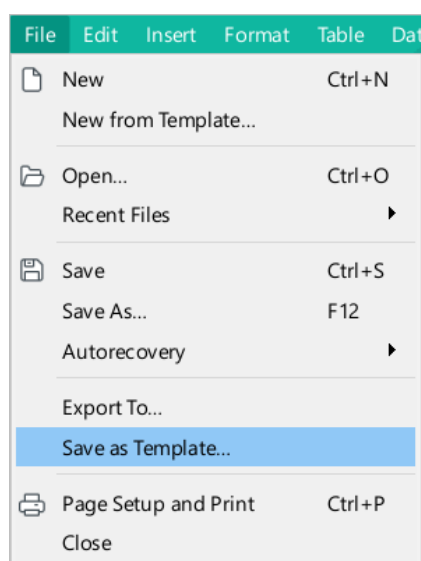 File Edit Insert Format Table Dat
New Ctrl+N
New from Template...
Open... Ctrl+O
Recent Files
Save Ctrl+S
Save As... F12
Autorecovery
Export To...
Save as Template...
Page Setup and Print Ctrl+P
Close